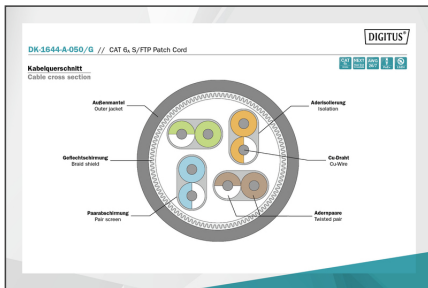 DIGITUS®
DK-1644-A-050/G // CAT 6A S/FTP Patch Cord
Kabelquerschnitt
Cable cross section
Außenmantel
Outer jacket
Aderisolierung
Isolation
Geflechtschirmung
Braid shield
Cu-Draht
Cu-Wire
Paarabschirmung
Pair screen
Adernpaare
Twisted pair